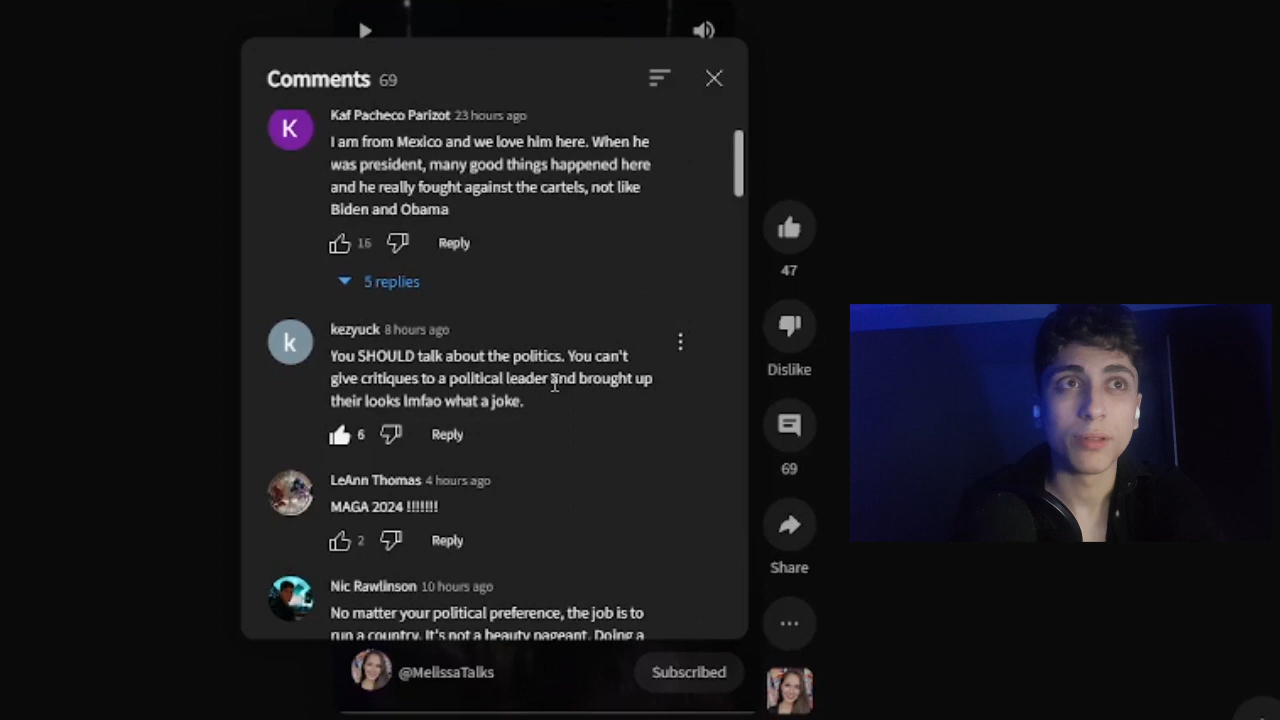 Comments 69
K
Kaf Pacheco Parizot 23 hours ago
I am from Mexico and we love him here. When he
was president, many good things happened here
and he really fought against the cartels, not like
Biden and Obama
16
Reply
5 replies
k
kezyuck 8 hours ago
You SHOULD talk about the politics. You can't
give critiques to a political leader and brought up
their looks lmfao what a joke.
6
Reply
LeAnn Thomas 4 hours ago
MAGA 2024 !!!!!!!
2
Reply
Nic Rawlinson 10 hours ago
No matter your political preference, the job is to
run a country. It's not a beauty pageant. Doing a
@MelissaTalks
Subscribed
47
Dislike
69
Share